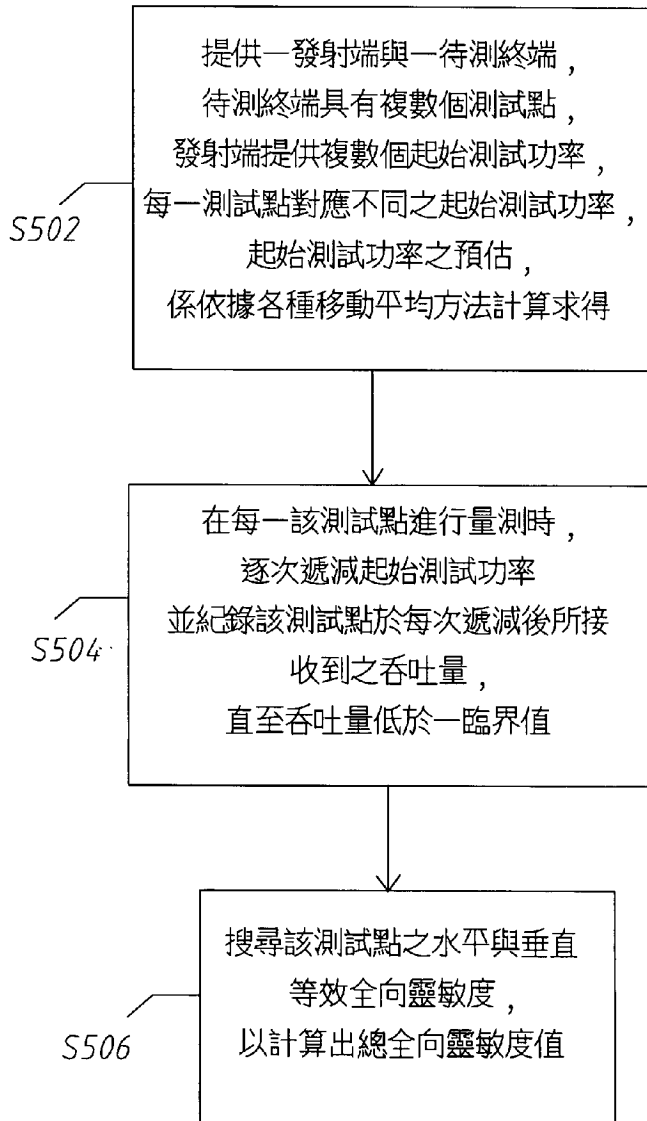 提供一發射端與一待測終端，
待測終端具有複數個測試點，
發射端提供複數個起始測試功率，
每一測試點對應不同之起始測試功率，
起始測試功率之預估，
係依據各種移動平均方法計算求得
S502
在每一該測試點進行量測時，
逐次遞減起始測試功率
並紀錄該測試點於每次遞減後所接
收到之吞吐量，
直至吞吐量低於一臨界值
S504
搜尋該測試點之水平與垂直
等效全向靈敏度，
以計算出總全向靈敏度值
S506